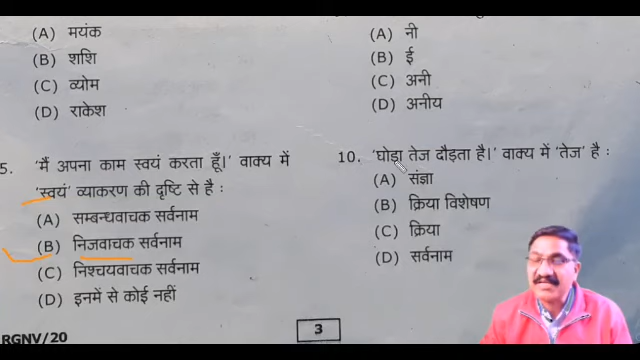 (A) मयंक
(B) शशि
(C) व्योम
(D) राकेश
5. 'मैं अपना काम स्वयं करता हूँ।' वाक्य में
'स्वयं' व्याकरण की दृष्टि से है :
(A) सम्बन्धवाचक सर्वनाम
(B) निजवाचक सर्वनाम
(C) निश्चयवाचक सर्वनाम
(D) इनमें से कोई नहीं
RGNV/20
3
(A) नी
(B) ई
(C) अनी
(D) अनीय
10. 'घोड़ा तेज दौड़ता है।' वाक्य में 'तेज' है :
(A) संज्ञा
(B) क्रिया विशेषण
(C) क्रिया
(D) सर्वनाम